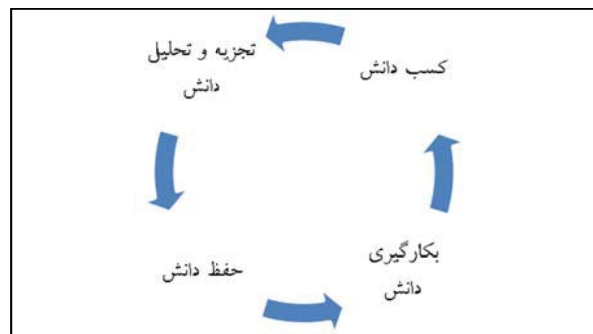 کسب دانش
تجزیه و تحلیل
دانش
حفظ دانش
بکارگیری
دانش